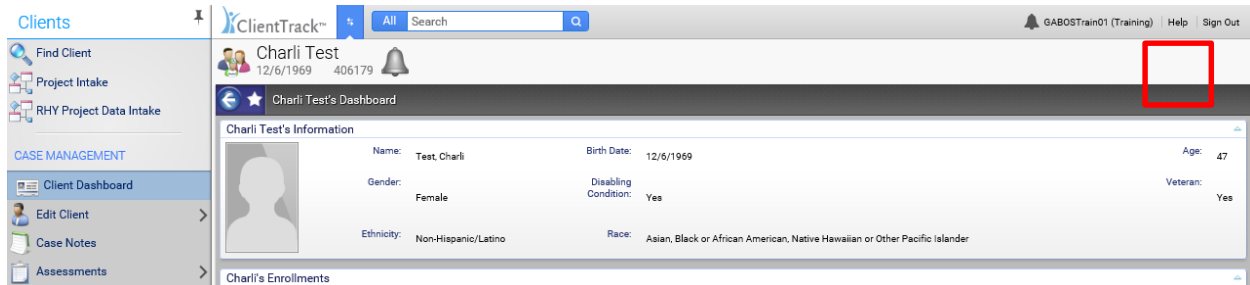 Clients
ClientTrack™
All Search
GABOSTrain01 (Training) Help Sign Out
Find Client
Project Intake
RHY Project Data Intake
CASE MANAGEMENT
Client Dashboard
Edit Client
Case Notes
Assessments
Charli Test
12/6/1969 406179
Charli Test's Dashboard
Charli Test's Information
Name: Test, Charli Birth Date: 12/6/1969 Age: 47
Gender: Female Disabling Condition: Yes Veteran: Yes
Ethnicity: Non-Hispanic/Latino Race: Asian, Black or African American, Native Hawaiian or Other Pacific Islander
Charli's Enrollments